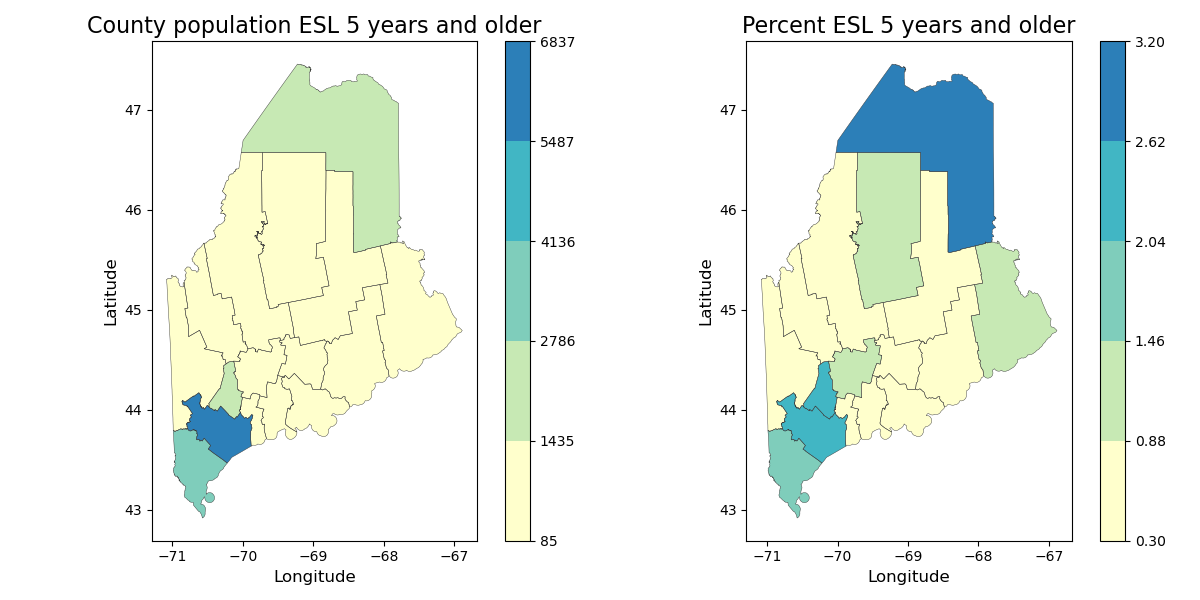 County population ESL 5 years and older
47
46
45
44
43
Latitude
−71 −70 −69 −68 −67
Longitude
6837
5487
4136
2786
1435
85
Percent ESL 5 years and older
47
46
45
44
43
Latitude
−71 −70 −69 −68 −67
Longitude
3.20
2.62
2.04
1.46
0.88
0.30